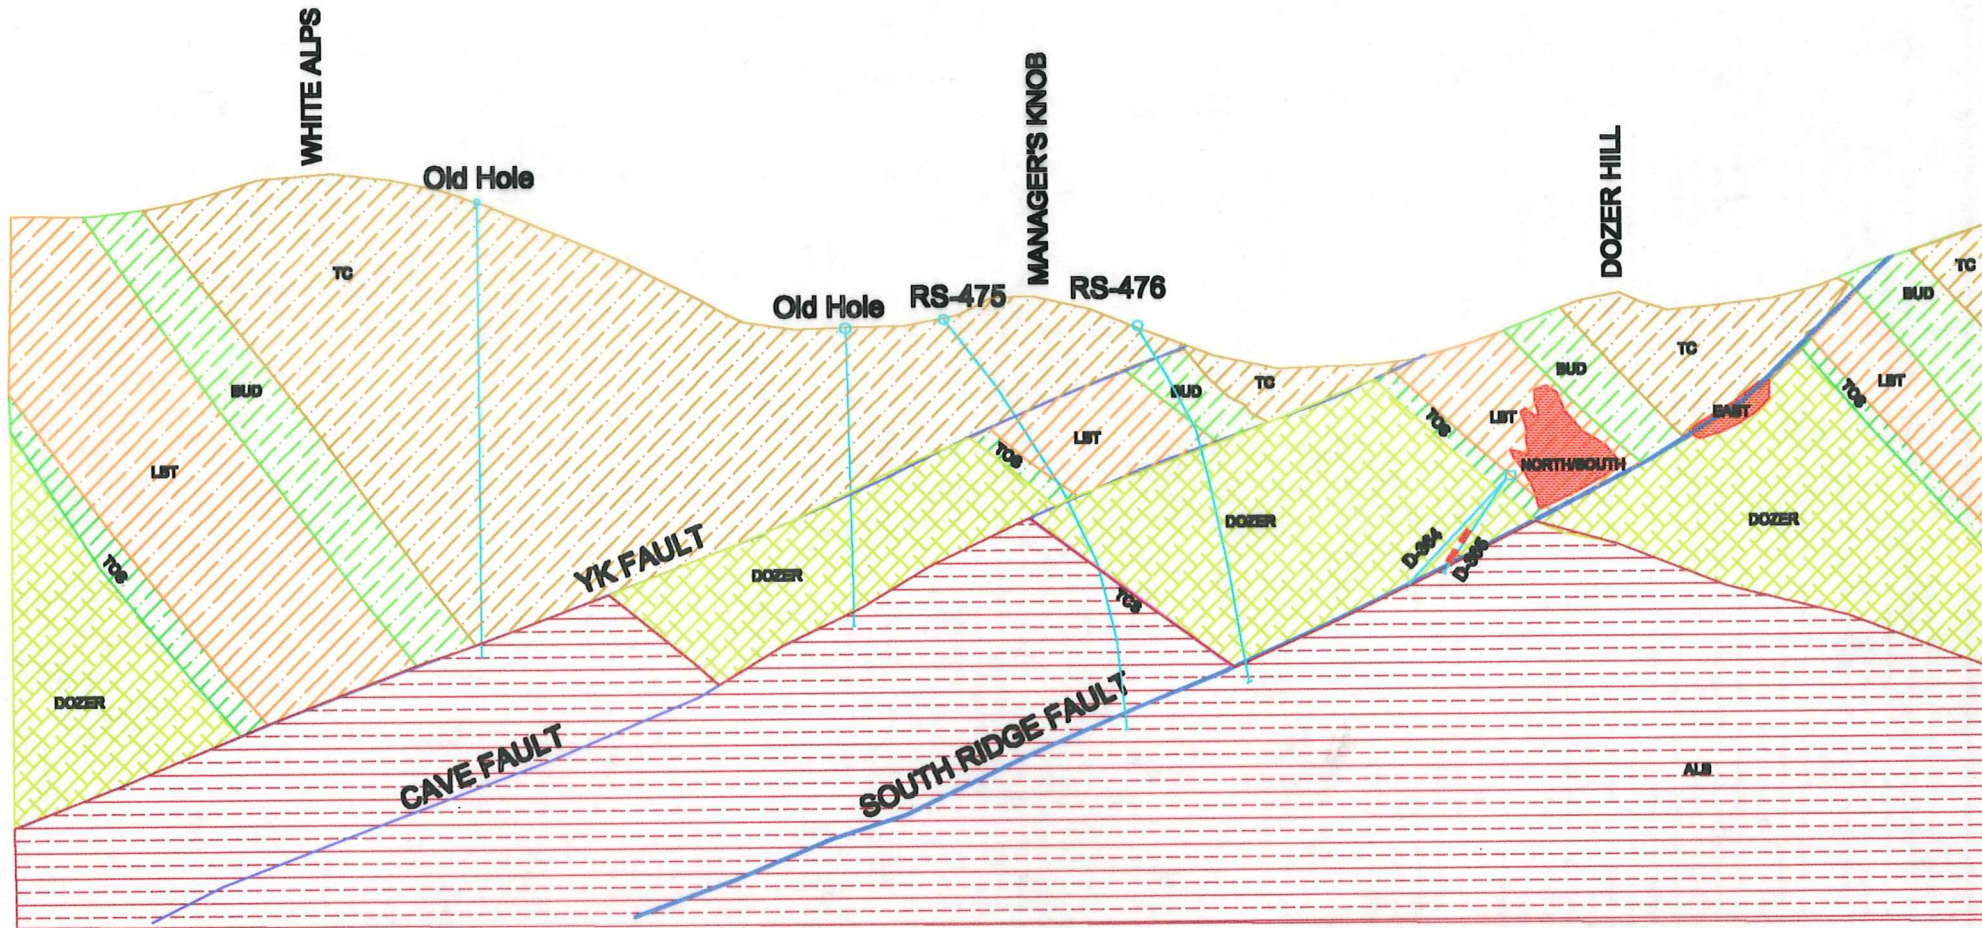 WHITE ALPS
MANAGER'S KNOB
DOZER HILL
Old Hole
Old Hole
RS-475
RS-476
TC
BUD
LBT
TOS
DOZER
YK FAULT
DOZER
TOS
LBT
BUD
TC
DOZER
TOS
CAVE FAULT
SOUTH RIDGE FAULT
TOS
LBT
BUD
TC
EAST
NORTH/SOUTH
D-364
DOZER
TOS
LBT
BUD
TC
ALB